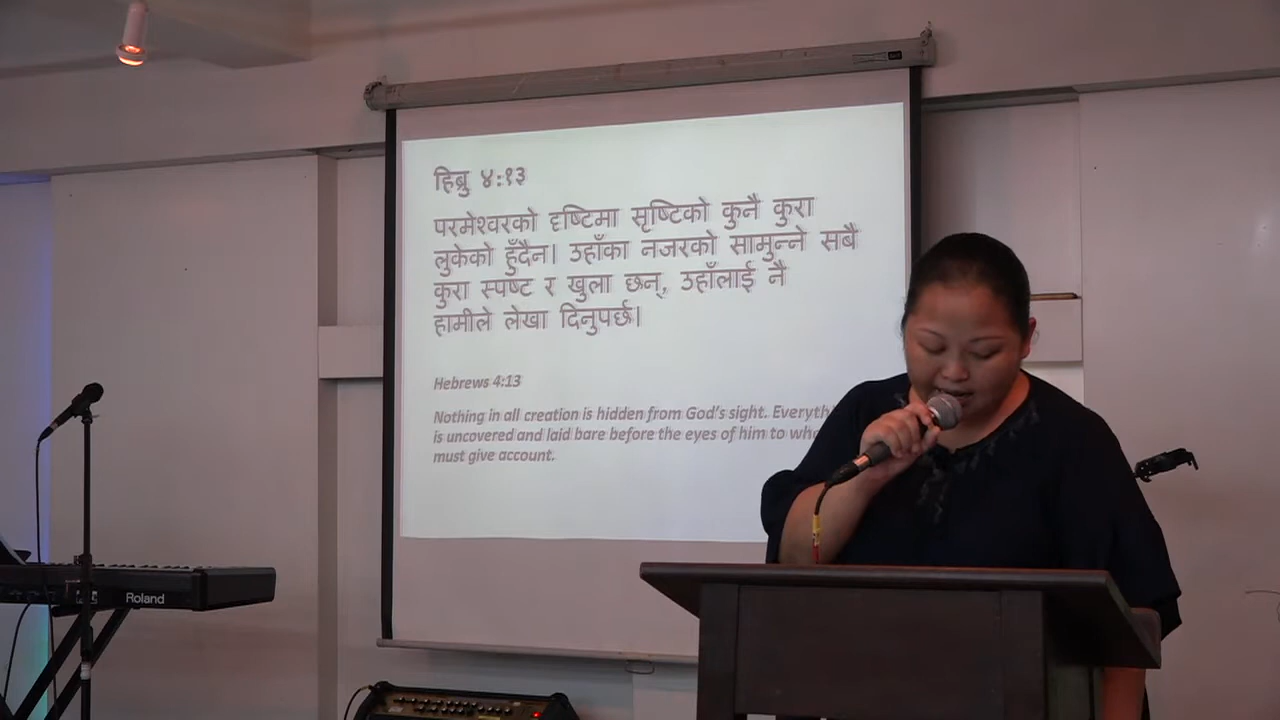 हिब्रु ४:१३
परमेश्वरको दृष्टिमा सृष्टिको कुनै कुरा
लुकेको हुँदैन। उहाँका नजरको सामुन्ने सबै
कुरा स्पष्ट र खुला छन्, उहाँलाई नै
हामीले लेखा दिनुपर्छ।
Hebrews 4:13
Nothing in all creation is hidden from God's sight. Everyth
is uncovered and laid bare before the eyes of him to
must give account.
Roland